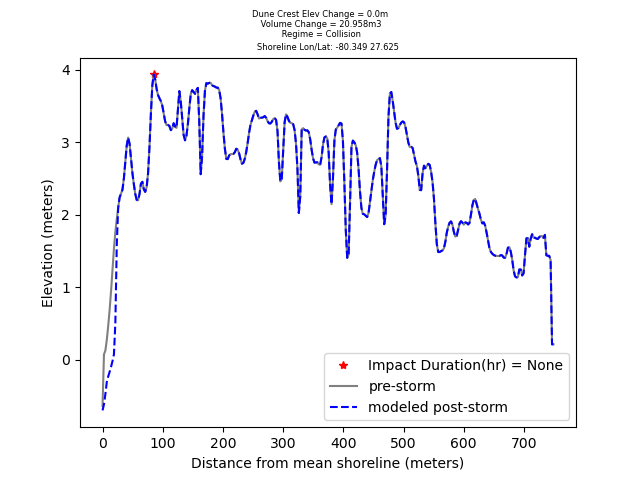 Dune Crest Elev Change = 0.0m
Volume Change = 20.958m3
Regime = Collision
Shoreline Lon/Lat: -80.349 27.625
4
3
2
1
0
Elevation (meters)
Impact Duration(hr) = None
pre-storm
modeled post-storm
0 100 200 300 400 500 600 700
Distance from mean shoreline (meters)